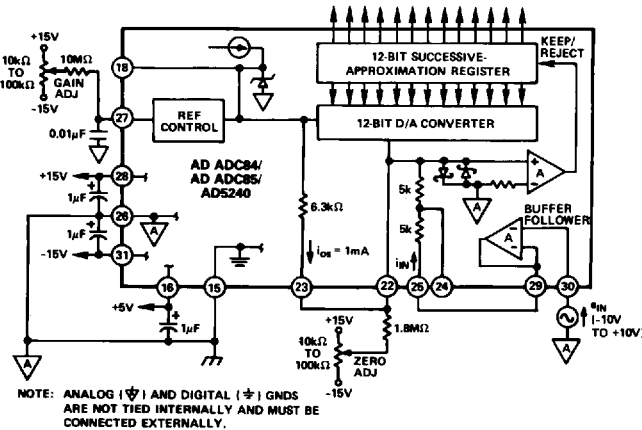 +15V
10kΩ
TO
100kΩ
10MΩ
GAIN
ADJ
-15V
0.01μF
18
27
REF
CONTROL
12-BIT SUCCESSIVE-
APPROXIMATION REGISTER
KEEP/
REJECT
12-BIT D/A CONVERTER
AD ADC84/
AD ADC85/
AD5240
+15V
28
1μF
+
26
A
1μF
+
-15V
31
6.3kΩ
iOS = 1mA
5k
5k
iIN
+
A
−
A
BUFFER
FOLLOWER
A
+5V
16
15
23
22
25
24
29
30
+
1μF
A
1.8MΩ
+15V
10kΩ
TO
100kΩ
ZERO
ADJ
-15V
eIN
(-10V
TO +10V)
A
NOTE: ANALOG (A) AND DIGITAL (⏚) GNDS
ARE NOT TIED INTERNALLY AND MUST BE
CONNECTED EXTERNALLY.